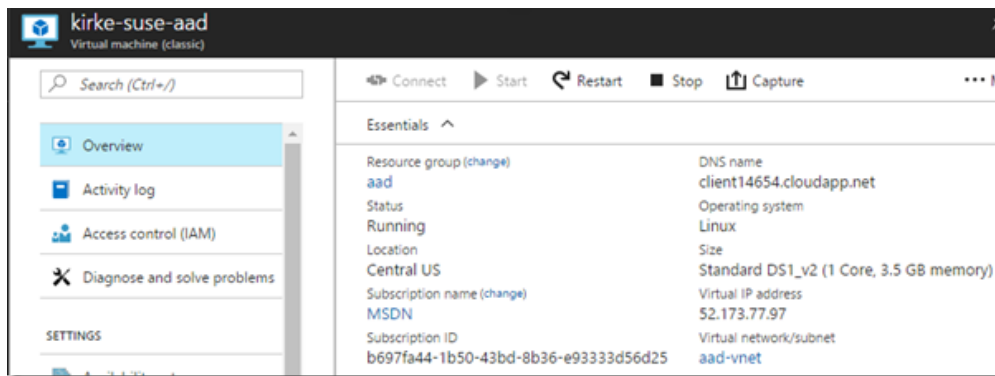 kirke-suse-aad
Virtual machine (classic)
Search (Ctrl+/)
Overview
Activity log
Access control (IAM)
Diagnose and solve problems
SETTINGS
Connect Start Restart Stop Capture ...
Essentials
Resource group (change)
aad
Status
Running
Location
Central US
Subscription name (change)
MSDN
Subscription ID
b697fa44-1b50-43bd-8b36-e93333d56d25
DNS name
client14654.cloudapp.net
Operating system
Linux
Size
Standard DS1_v2 (1 Core, 3.5 GB memory)
Virtual IP address
52.173.77.97
Virtual network/subnet
aad-vnet